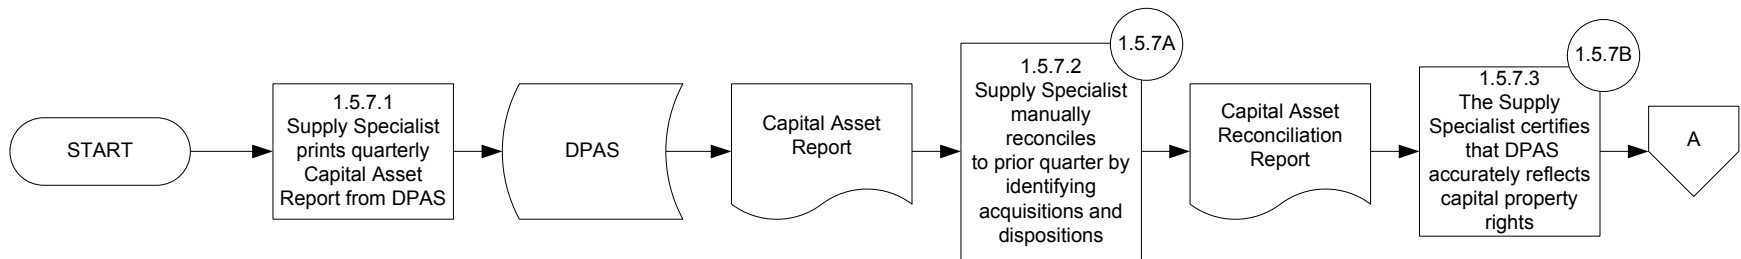 START
1.5.7.1
Supply Specialist
prints quarterly
Capital Asset
Report from DPAS
DPAS
Capital Asset
Report
1.5.7A
1.5.7.2
Supply Specialist
manually
reconciles
to prior quarter by
identifying
acquisitions and
dispositions
Capital Asset
Reconciliation
Report
1.5.7B
1.5.7.3
The Supply
Specialist certifies
that DPAS
accurately reflects
capital property
rights
A